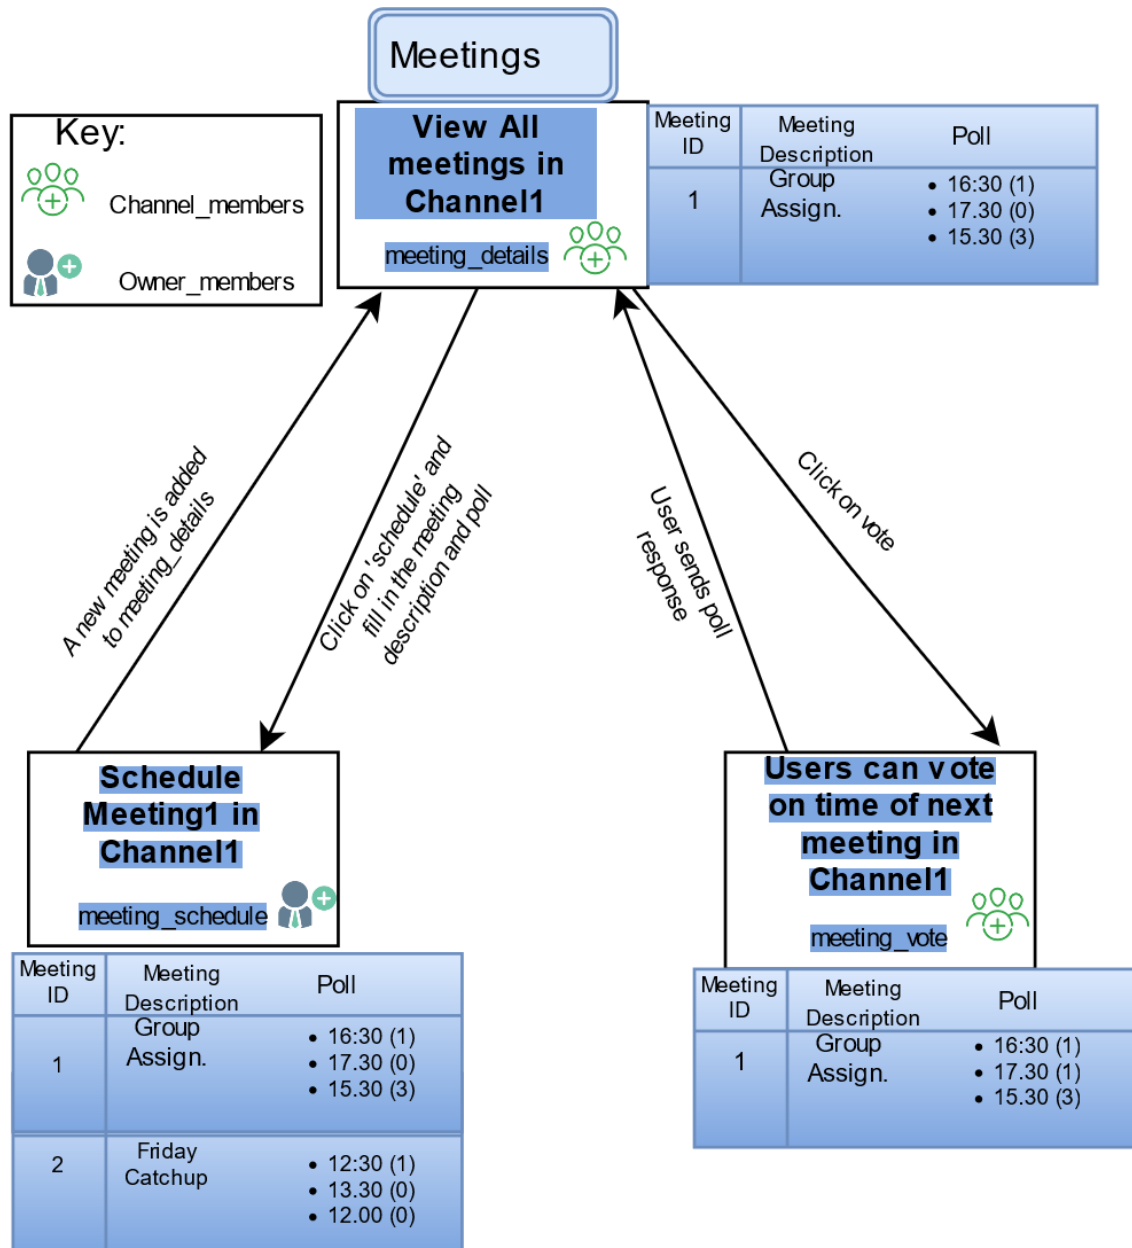 Meetings
Key:
Channel_members
Owner_members
View All
meetings in
Channel1
meeting_details
Meeting
ID
Meeting
Description
Poll
1
Group
Assign.
• 16:30 (1)
• 17.30 (0)
• 15.30 (3)
A new meeting is added
to meeting_details
Click on 'schedule' and
fill in the meeting
description and poll
User sends poll
response
Click on vote
Schedule
Meeting1 in
Channel1
meeting_schedule
Meeting
ID
Meeting
Description
Poll
1
Group
Assign.
• 16:30 (1)
• 17.30 (0)
• 15.30 (3)
2
Friday
Catchup
• 12:30 (1)
• 13.30 (0)
• 12.00 (0)
Users can vote
on time of next
meeting in
Channel1
meeting_vote
Meeting
ID
Meeting
Description
Poll
1
Group
Assign.
• 16:30 (1)
• 17.30 (1)
• 15.30 (3)